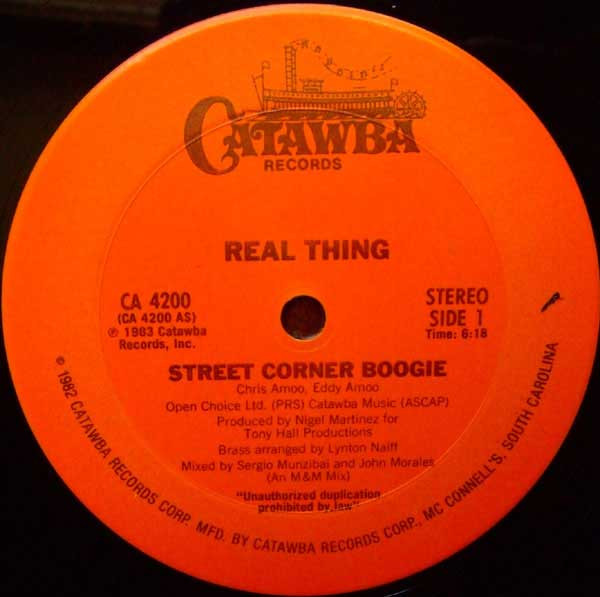 CATAWBA
RECORDS
REAL THING
CA 4200
(CA 4200 AS)
℗ 1983 Catawba
Records, Inc.
STEREO
SIDE 1
Time: 6:18
STREET CORNER BOOGIE
Chris Amoo, Eddy Amoo
Open Choice Ltd. (PRS) Catawba Music (ASCAP)
Produced by Nigel Martinez for
Tony Hall Productions
Brass arranged by Lynton Naiff
Mixed by Sergio Munzibai and John Morales
(An M&M Mix)
"Unauthorized duplication
prohibited by law"
© 1982 CATAWBA RECORDS CORP. MFD. BY CATAWBA RECORDS CORP., MC CONNELL'S, SOUTH CAROLINA